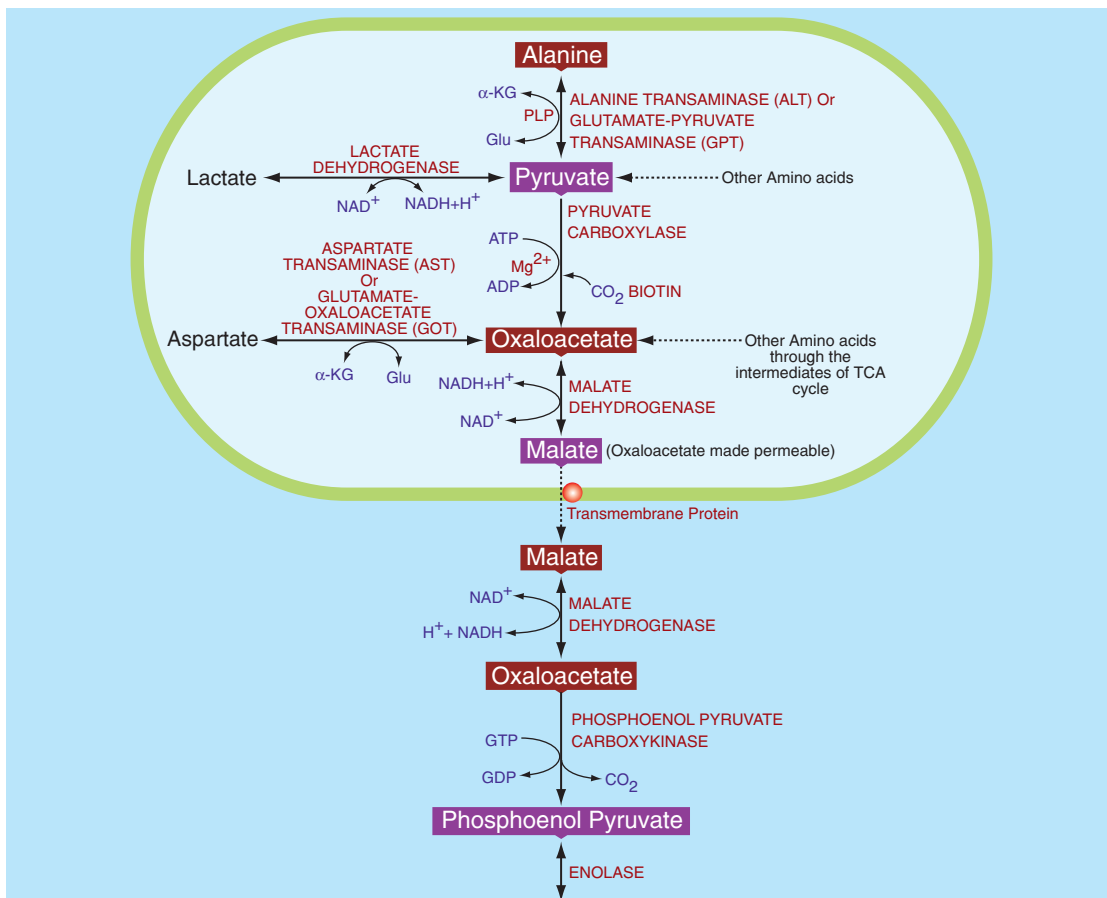 Alanine
α-KG
PLP
Glu
ALANINE TRANSAMINASE (ALT) Or
GLUTAMATE-PYRUVATE
TRANSAMINASE (GPT)
LACTATE
DEHYDROGENASE
Lactate
NAD+
NADH+H+
Pyruvate
Other Amino acids
PYRUVATE
CARBOXYLASE
ATP
Mg2+
ADP
CO2 BIOTIN
ASPARTATE
TRANSAMINASE (AST)
Or
GLUTAMATE-
OXALOACETATE
TRANSAMINASE (GOT)
Aspartate
α-KG
Glu
Oxaloacetate
Other Amino acids
through the
intermediates of TCA
cycle
NADH+H+
NAD+
MALATE
DEHYDROGENASE
Malate (Oxaloacetate made permeable)
Transmembrane Protein
Malate
NAD+
H+ + NADH
MALATE
DEHYDROGENASE
Oxaloacetate
PHOSPHOENOL PYRUVATE
CARBOXYKINASE
GTP
GDP
CO2
Phosphoenol Pyruvate
ENOLASE